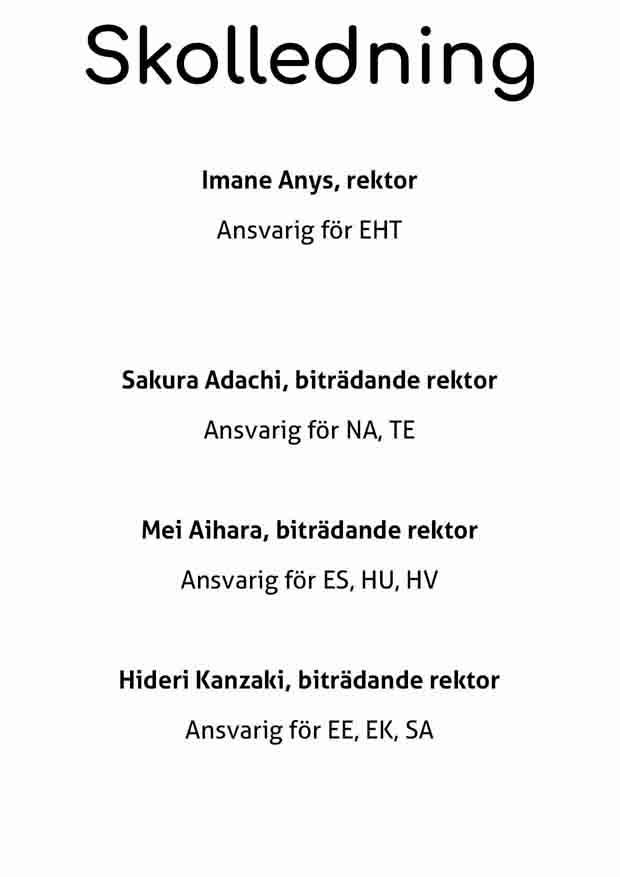 Skolledning
Imane Anys, rektor
Ansvarig för EHT
Sakura Adachi, biträdande rektor
Ansvarig för NA, TE
Mei Aihara, biträdande rektor
Ansvarig för ES, HU, HV
Hideri Kanzaki, biträdande rektor
Ansvarig för EE, EK, SA